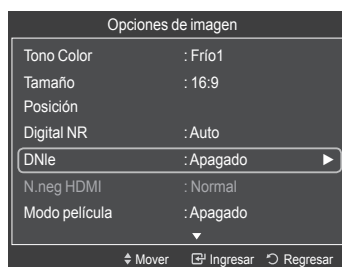 Opciones de imagen
Tono Color : Frío1
Tamaño : 16:9
Posición
Digital NR : Auto
DNIe : Apagado ►
N.neg HDMI : Normal
Modo película : Apagado
▼
Mover Ingresar Regresar